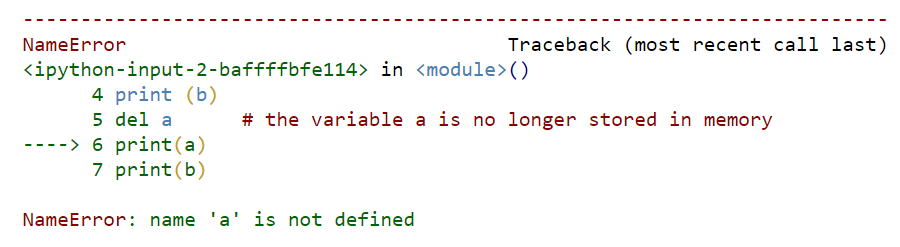 ---------------------------------------------------------------------------
NameError                                 Traceback (most recent call last)
<ipython-input-2-baffffbfe114> in <module>()
      4 print (b)
      5 del a      # the variable a is no longer stored in memory
----> 6 print(a)
      7 print(b)

NameError: name 'a' is not defined